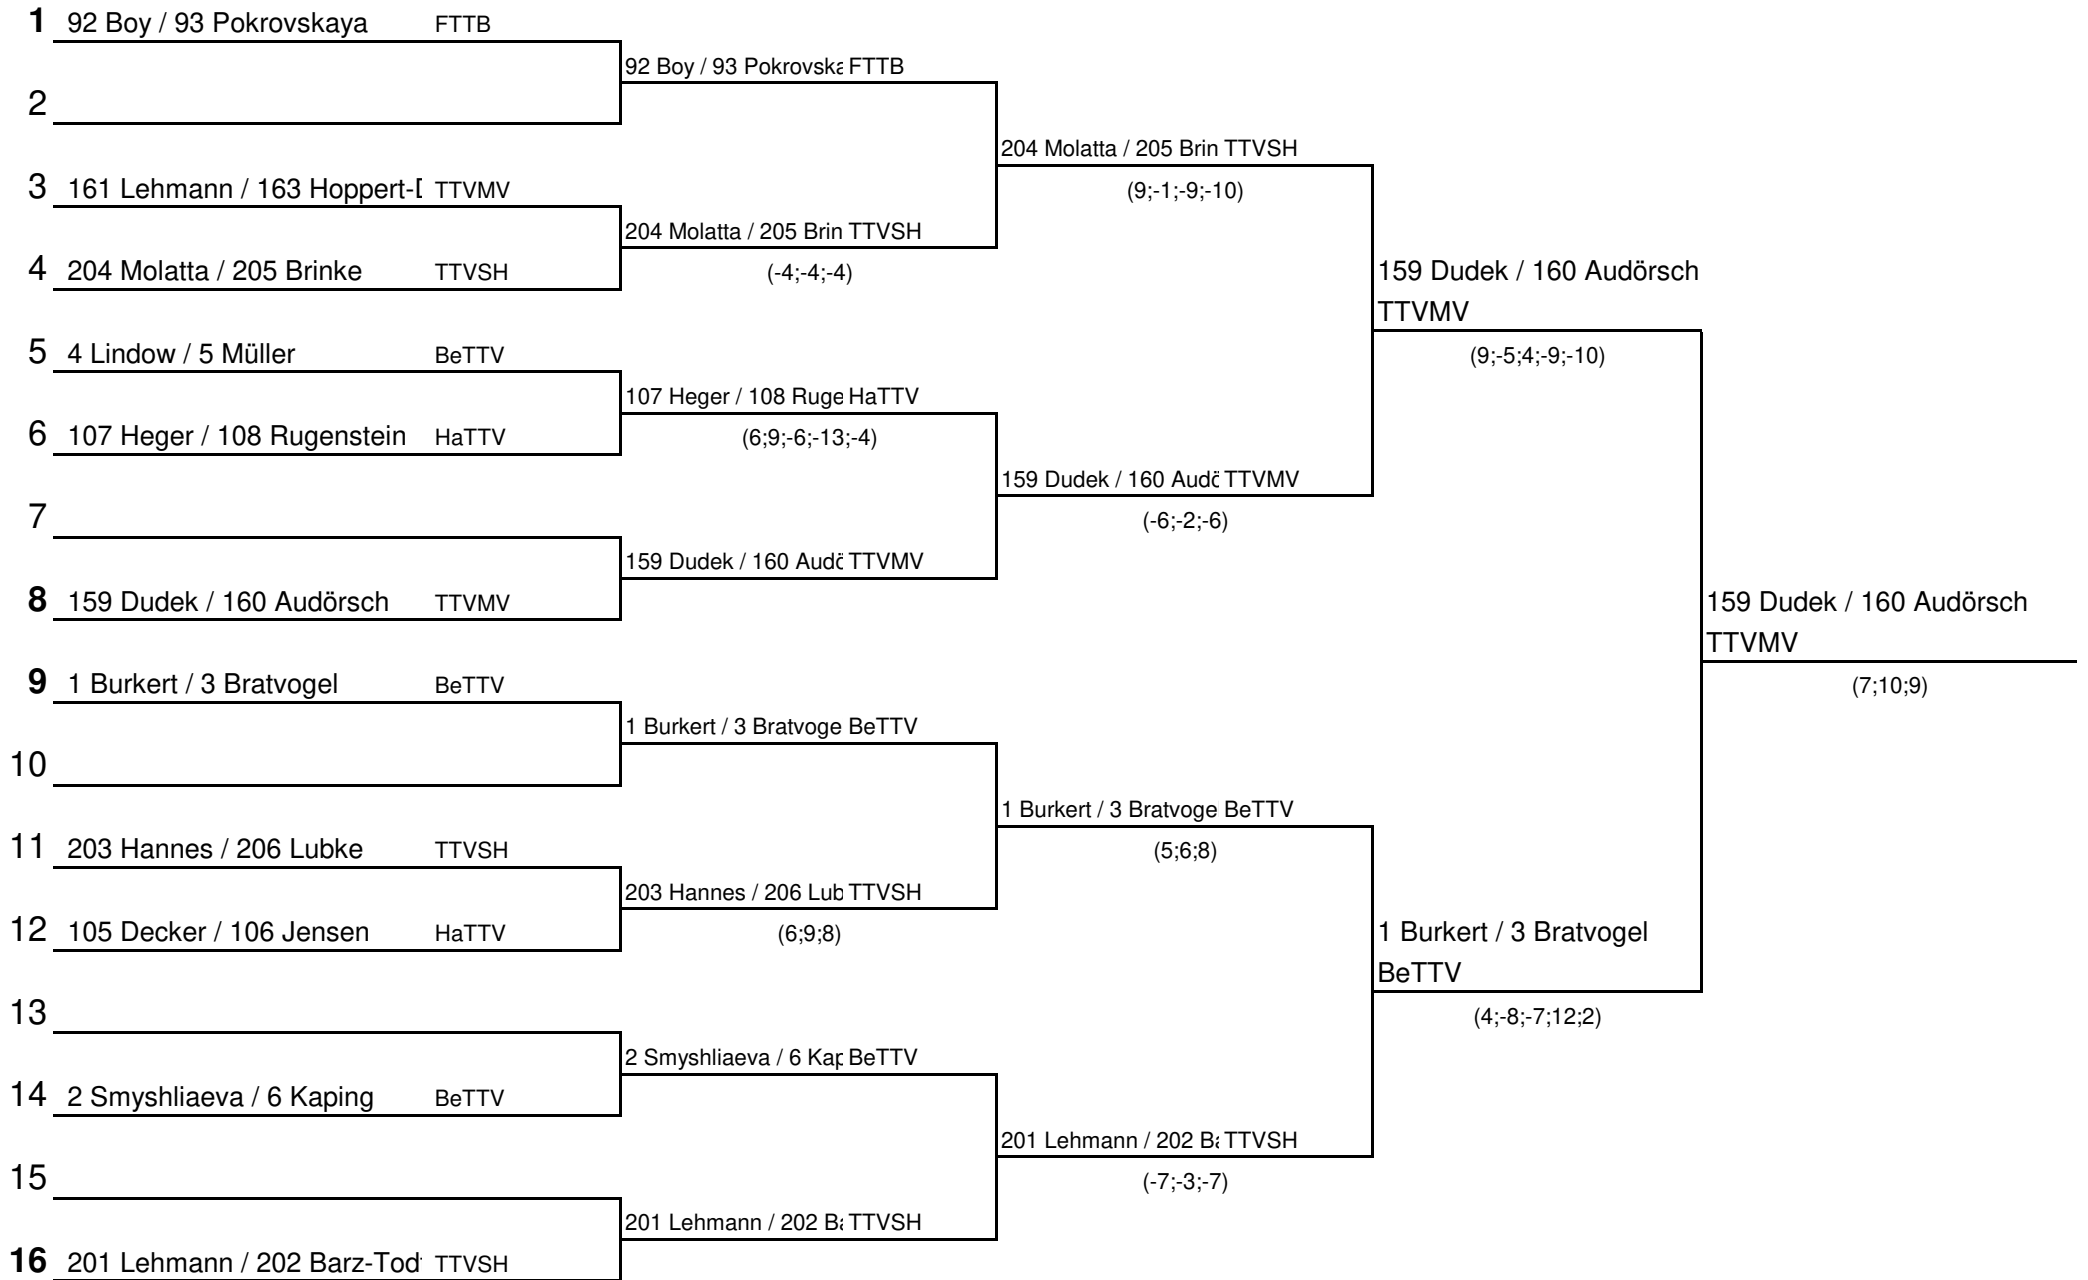 1 92 Boy / 93 Pokrovskaya FTTB
92 Boy / 93 Pokrovska FTTB
2
204 Molatta / 205 Brin TTVSH
3 161 Lehmann / 163 Hoppert- TTVMV
(9;-1;-9;-10)
204 Molatta / 205 Brin TTVSH
4 204 Molatta / 205 Brinke TTVSH
(-4;-4;-4)
159 Dudek / 160 Audörsch
TTVMV
5 4 Lindow / 5 Müller BeTTV
(9;-5;4;-9;-10)
107 Heger / 108 Ruge HaTTV
6 107 Heger / 108 Rugenstein HaTTV
(6;9;-6;-13;-4)
159 Dudek / 160 Audö TTVMV
7
(-6;-2;-6)
159 Dudek / 160 Audö TTVMV
8 159 Dudek / 160 Audörsch TTVMV
159 Dudek / 160 Audörsch
TTVMV
9 1 Burkert / 3 Bratvogel BeTTV
(7;10;9)
1 Burkert / 3 Bratvoge BeTTV
10
1 Burkert / 3 Bratvoge BeTTV
11 203 Hannes / 206 Lubke TTVSH
(5;6;8)
203 Hannes / 206 Lub TTVSH
12 105 Decker / 106 Jensen HaTTV
(6;9;8)
1 Burkert / 3 Bratvogel
BeTTV
13
(4;-8;-7;12;2)
2 Smyshliaeva / 6 Kap BeTTV
14 2 Smyshliaeva / 6 Kaping BeTTV
201 Lehmann / 202 Ba TTVSH
15
(-7;-3;-7)
201 Lehmann / 202 Ba TTVSH
16 201 Lehmann / 202 Barz-Tod TTVSH